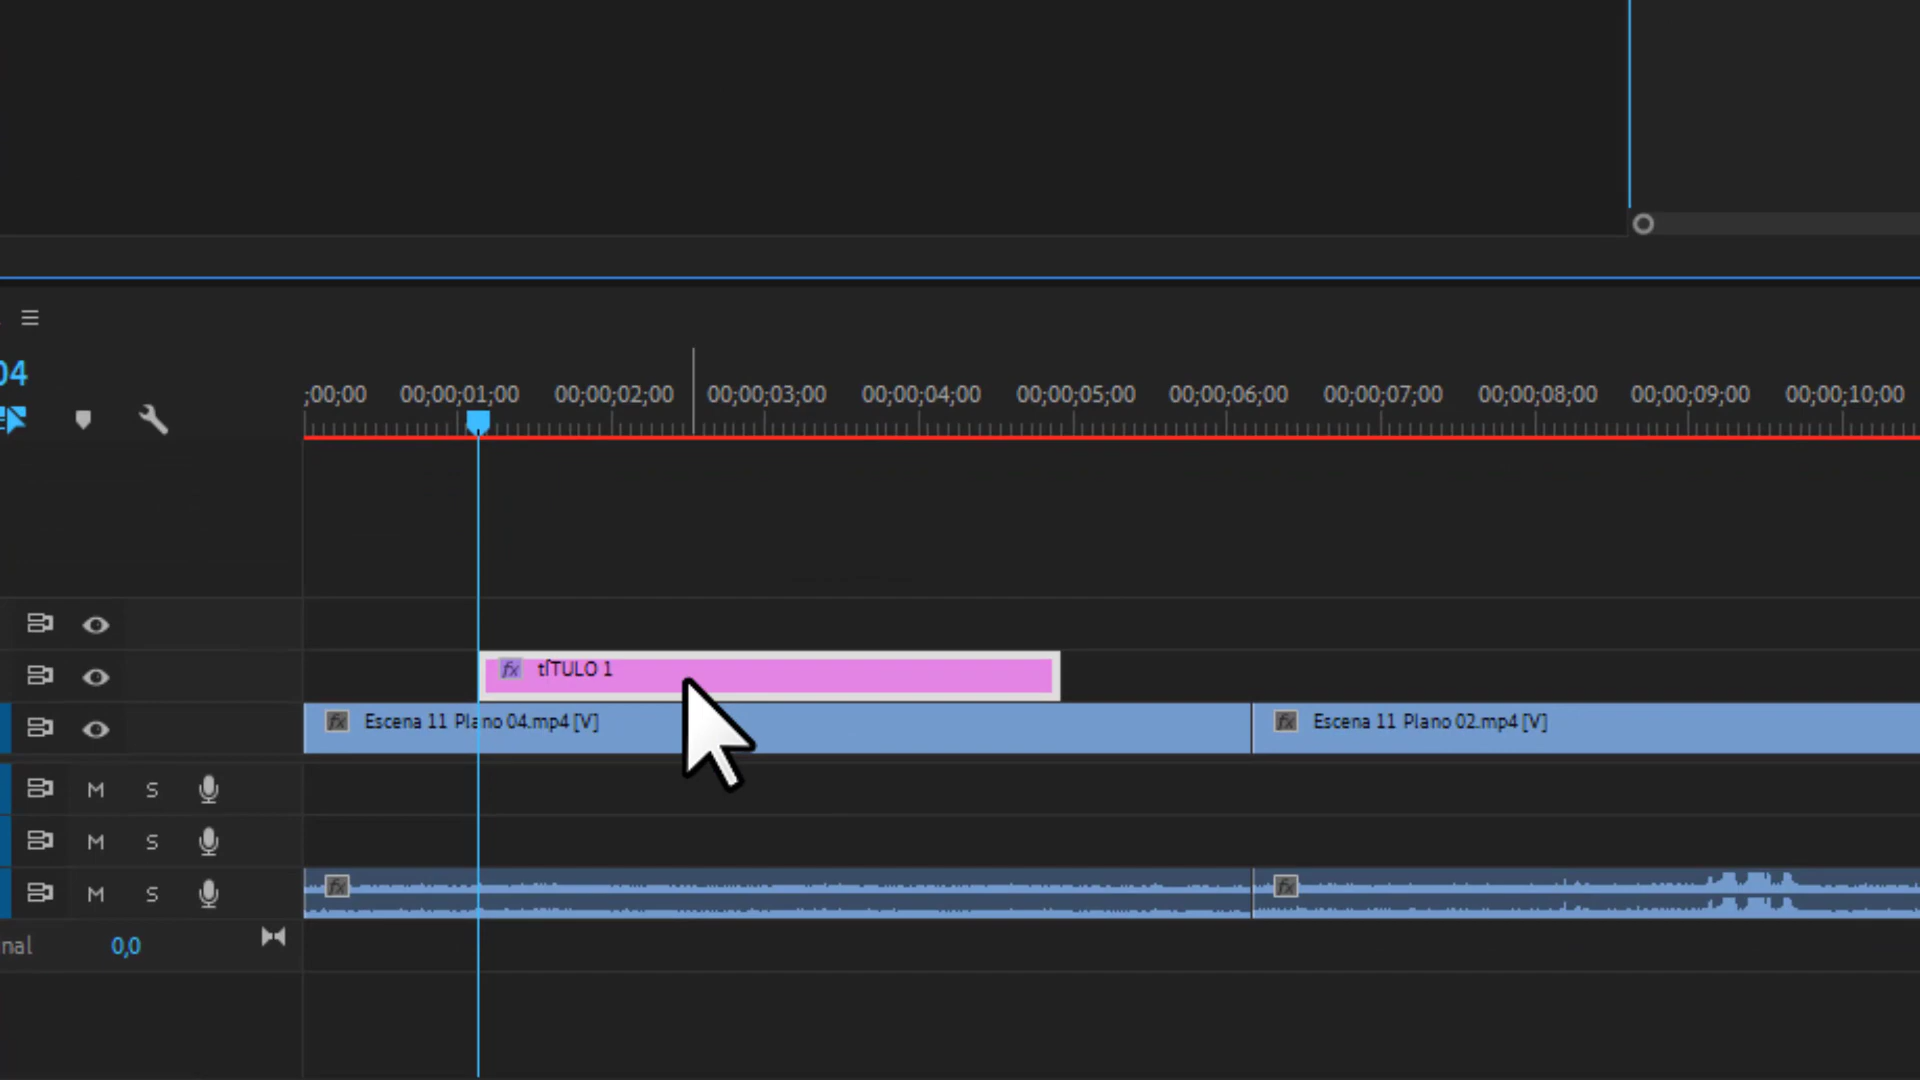 04
;00;00 00;00;01;00 00;00;02;00 00;00;03;00 00;00;04;00 00;00;05;00 00;00;06;00 00;00;07;00 00;00;08;00 00;00;09;00 00;00;10;00
fx tÍTULO 1
fx Escena 11 Plano 04.mp4 [V] fx Escena 11 Plano 02.mp4 [V]
M S
M S
M S fx fx
nal 0,0